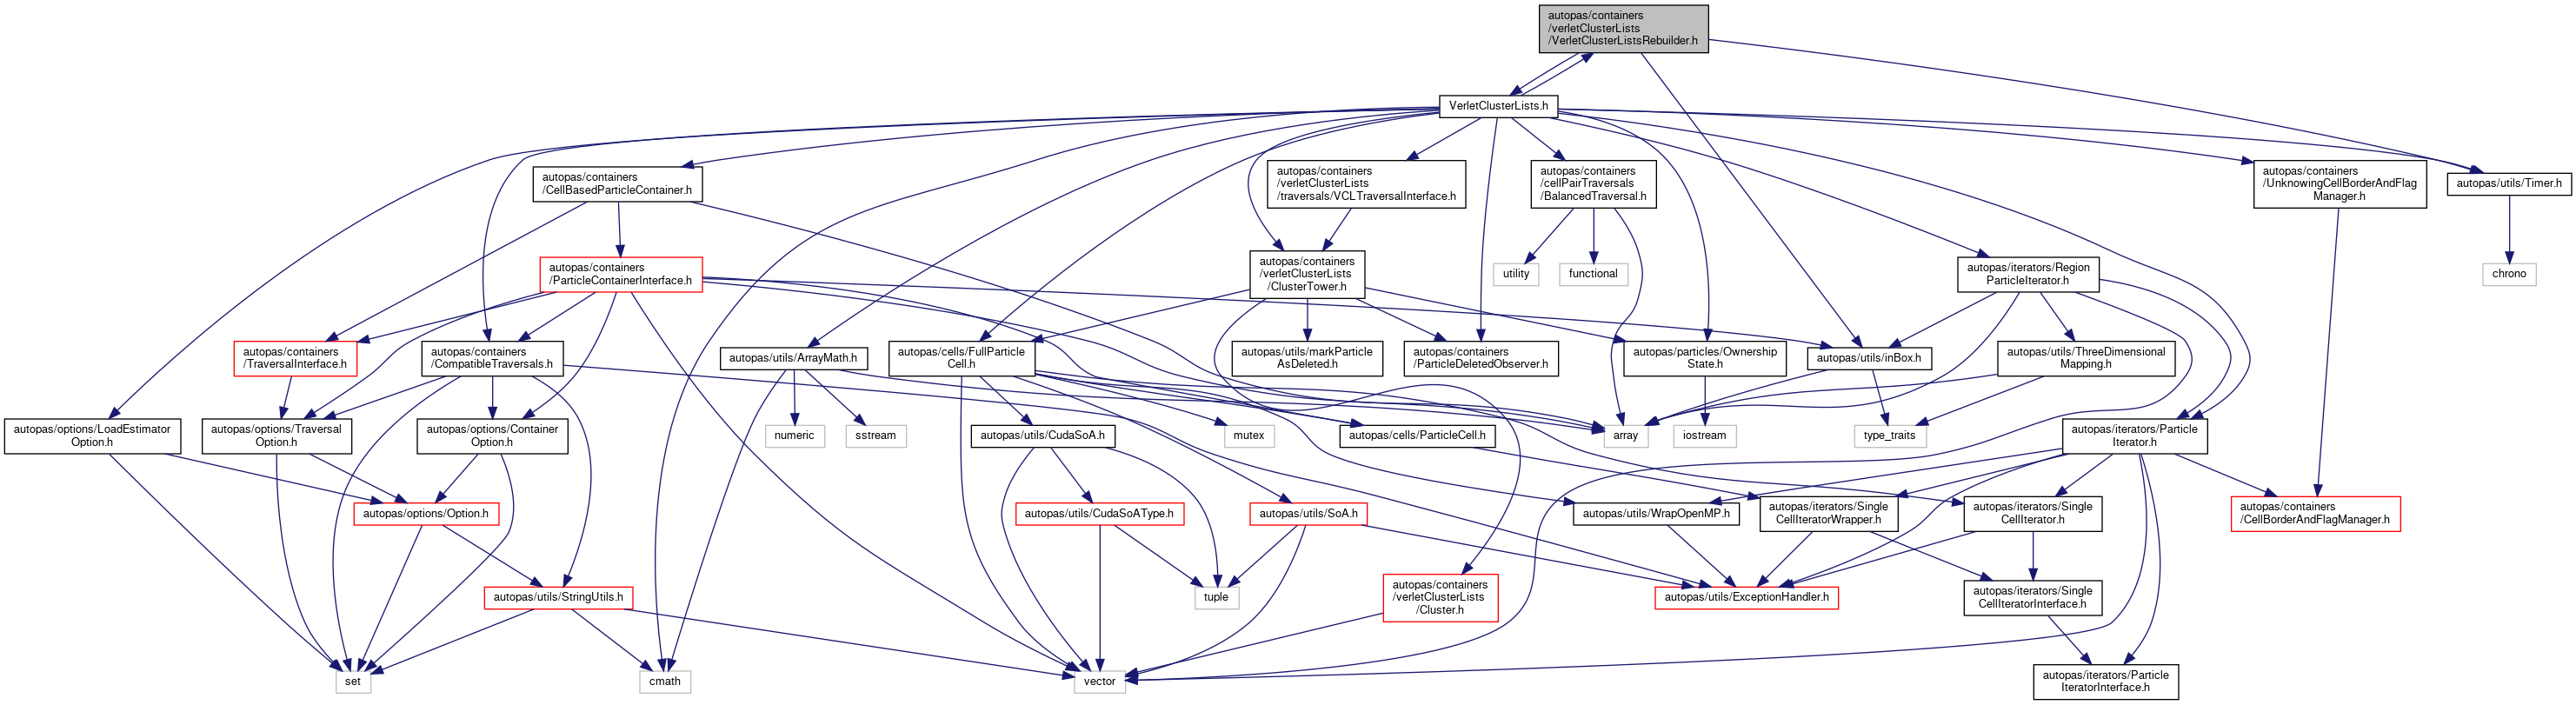 autopas/containers
/verletClusterLists
/VerletClusterListsRebuilder.h
VerletClusterLists.h
autopas/containers
/CellBasedParticleContainer.h
autopas/containers
/verletClusterLists
/traversals/VCLTraversalInterface.h
autopas/containers
/cellPairTraversals
/BalancedTraversal.h
autopas/containers
/UnknowingCellBorderAndFlag
Manager.h
autopas/utils/Timer.h
autopas/containers
/ParticleContainerInterface.h
autopas/containers
/verletClusterLists
/ClusterTower.h
utility
functional
autopas/iterators/Region
ParticleIterator.h
chrono
autopas/containers
/TraversalInterface.h
autopas/containers
/CompatibleTraversals.h
autopas/utils/ArrayMath.h
autopas/cells/FullParticle
Cell.h
autopas/utils/markParticle
AsDeleted.h
autopas/containers
/ParticleDeletedObserver.h
autopas/particles/Ownership
State.h
autopas/utils/inBox.h
autopas/utils/ThreeDimensional
Mapping.h
autopas/options/LoadEstimator
Option.h
autopas/options/Traversal
Option.h
autopas/options/Container
Option.h
numeric
sstream
autopas/utils/CudaSoA.h
mutex
autopas/cells/ParticleCell.h
array
iostream
type_traits
autopas/iterators/Particle
Iterator.h
autopas/options/Option.h
autopas/utils/CudaSoAType.h
autopas/utils/SoA.h
autopas/utils/WrapOpenMP.h
autopas/iterators/Single
CellIteratorWrapper.h
autopas/iterators/Single
CellIterator.h
autopas/containers
/CellBorderAndFlagManager.h
autopas/utils/StringUtils.h
tuple
autopas/containers
/verletClusterLists
/Cluster.h
autopas/utils/ExceptionHandler.h
autopas/iterators/Single
CellIteratorInterface.h
set
cmath
vector
autopas/iterators/Particle
IteratorInterface.h